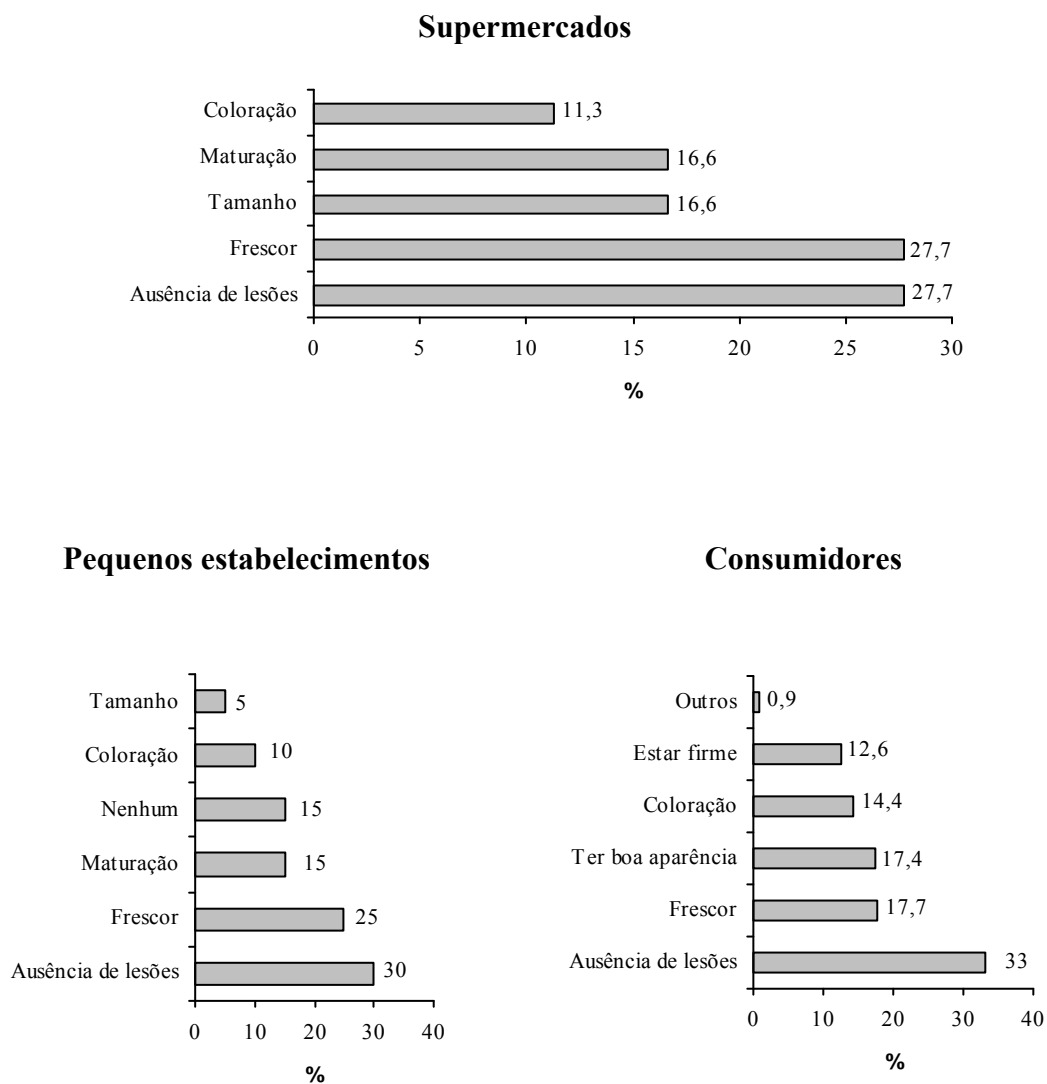 Supermercados
Coloração 11,3
Maturação 16,6
Tamanho 16,6
Frescor 27,7
Ausência de lesões 27,7
0 5 10 15 20 25 30
%
Pequenos estabelecimentos
Tamanho 5
Coloração 10
Nenhum 15
Maturação 15
Frescor 25
Ausência de lesões 30
0 10 20 30 40
%
Consumidores
Outros 0,9
Estar firme 12,6
Coloração 14,4
Ter boa aparência 17,4
Frescor 17,7
Ausência de lesões 33
0 10 20 30 40
%